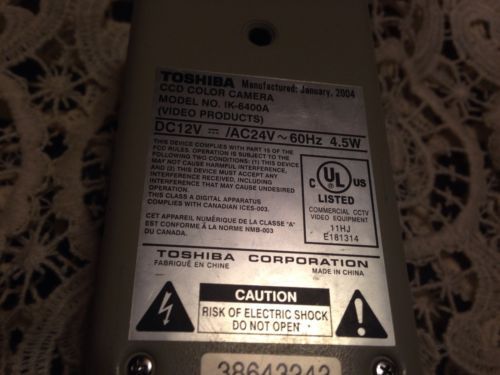 TOSHIBA Manufactured: January, 2004
CCD COLOR CAMERA
MODEL NO. IK-6400A
(VIDEO PRODUCTS)
DC12V ⎓ /AC24V ~ 60Hz 4.5W
THIS DEVICE COMPLIES WITH PART 15 OF THE
FCC RULES. OPERATION IS SUBJECT TO THE
FOLLOWING TWO CONDITIONS: (1) THIS DEVICE
MAY NOT CAUSE HARMFUL INTERFERENCE,
AND (2) THIS DEVICE MUST ACCEPT ANY
INTERFERENCE RECEIVED, INCLUDING
INTERFERENCE THAT MAY CAUSE UNDESIRED
OPERATION.
THIS CLASS A DIGITAL APPARATUS
COMPLIES WITH CANADIAN ICES-003.
CET APPAREIL NUMÉRIQUE DE LA CLASSE "A"
EST CONFORME À LA NORME NMB-003
DU CANADA.
C UL US
®
LISTED
COMMERCIAL CCTV
VIDEO EQUIPMENT
11HJ
E181314
TOSHIBA CORPORATION
FABRIQUÉ EN CHINE MADE IN CHINA
CAUTION
RISK OF ELECTRIC SHOCK
DO NOT OPEN
38643242